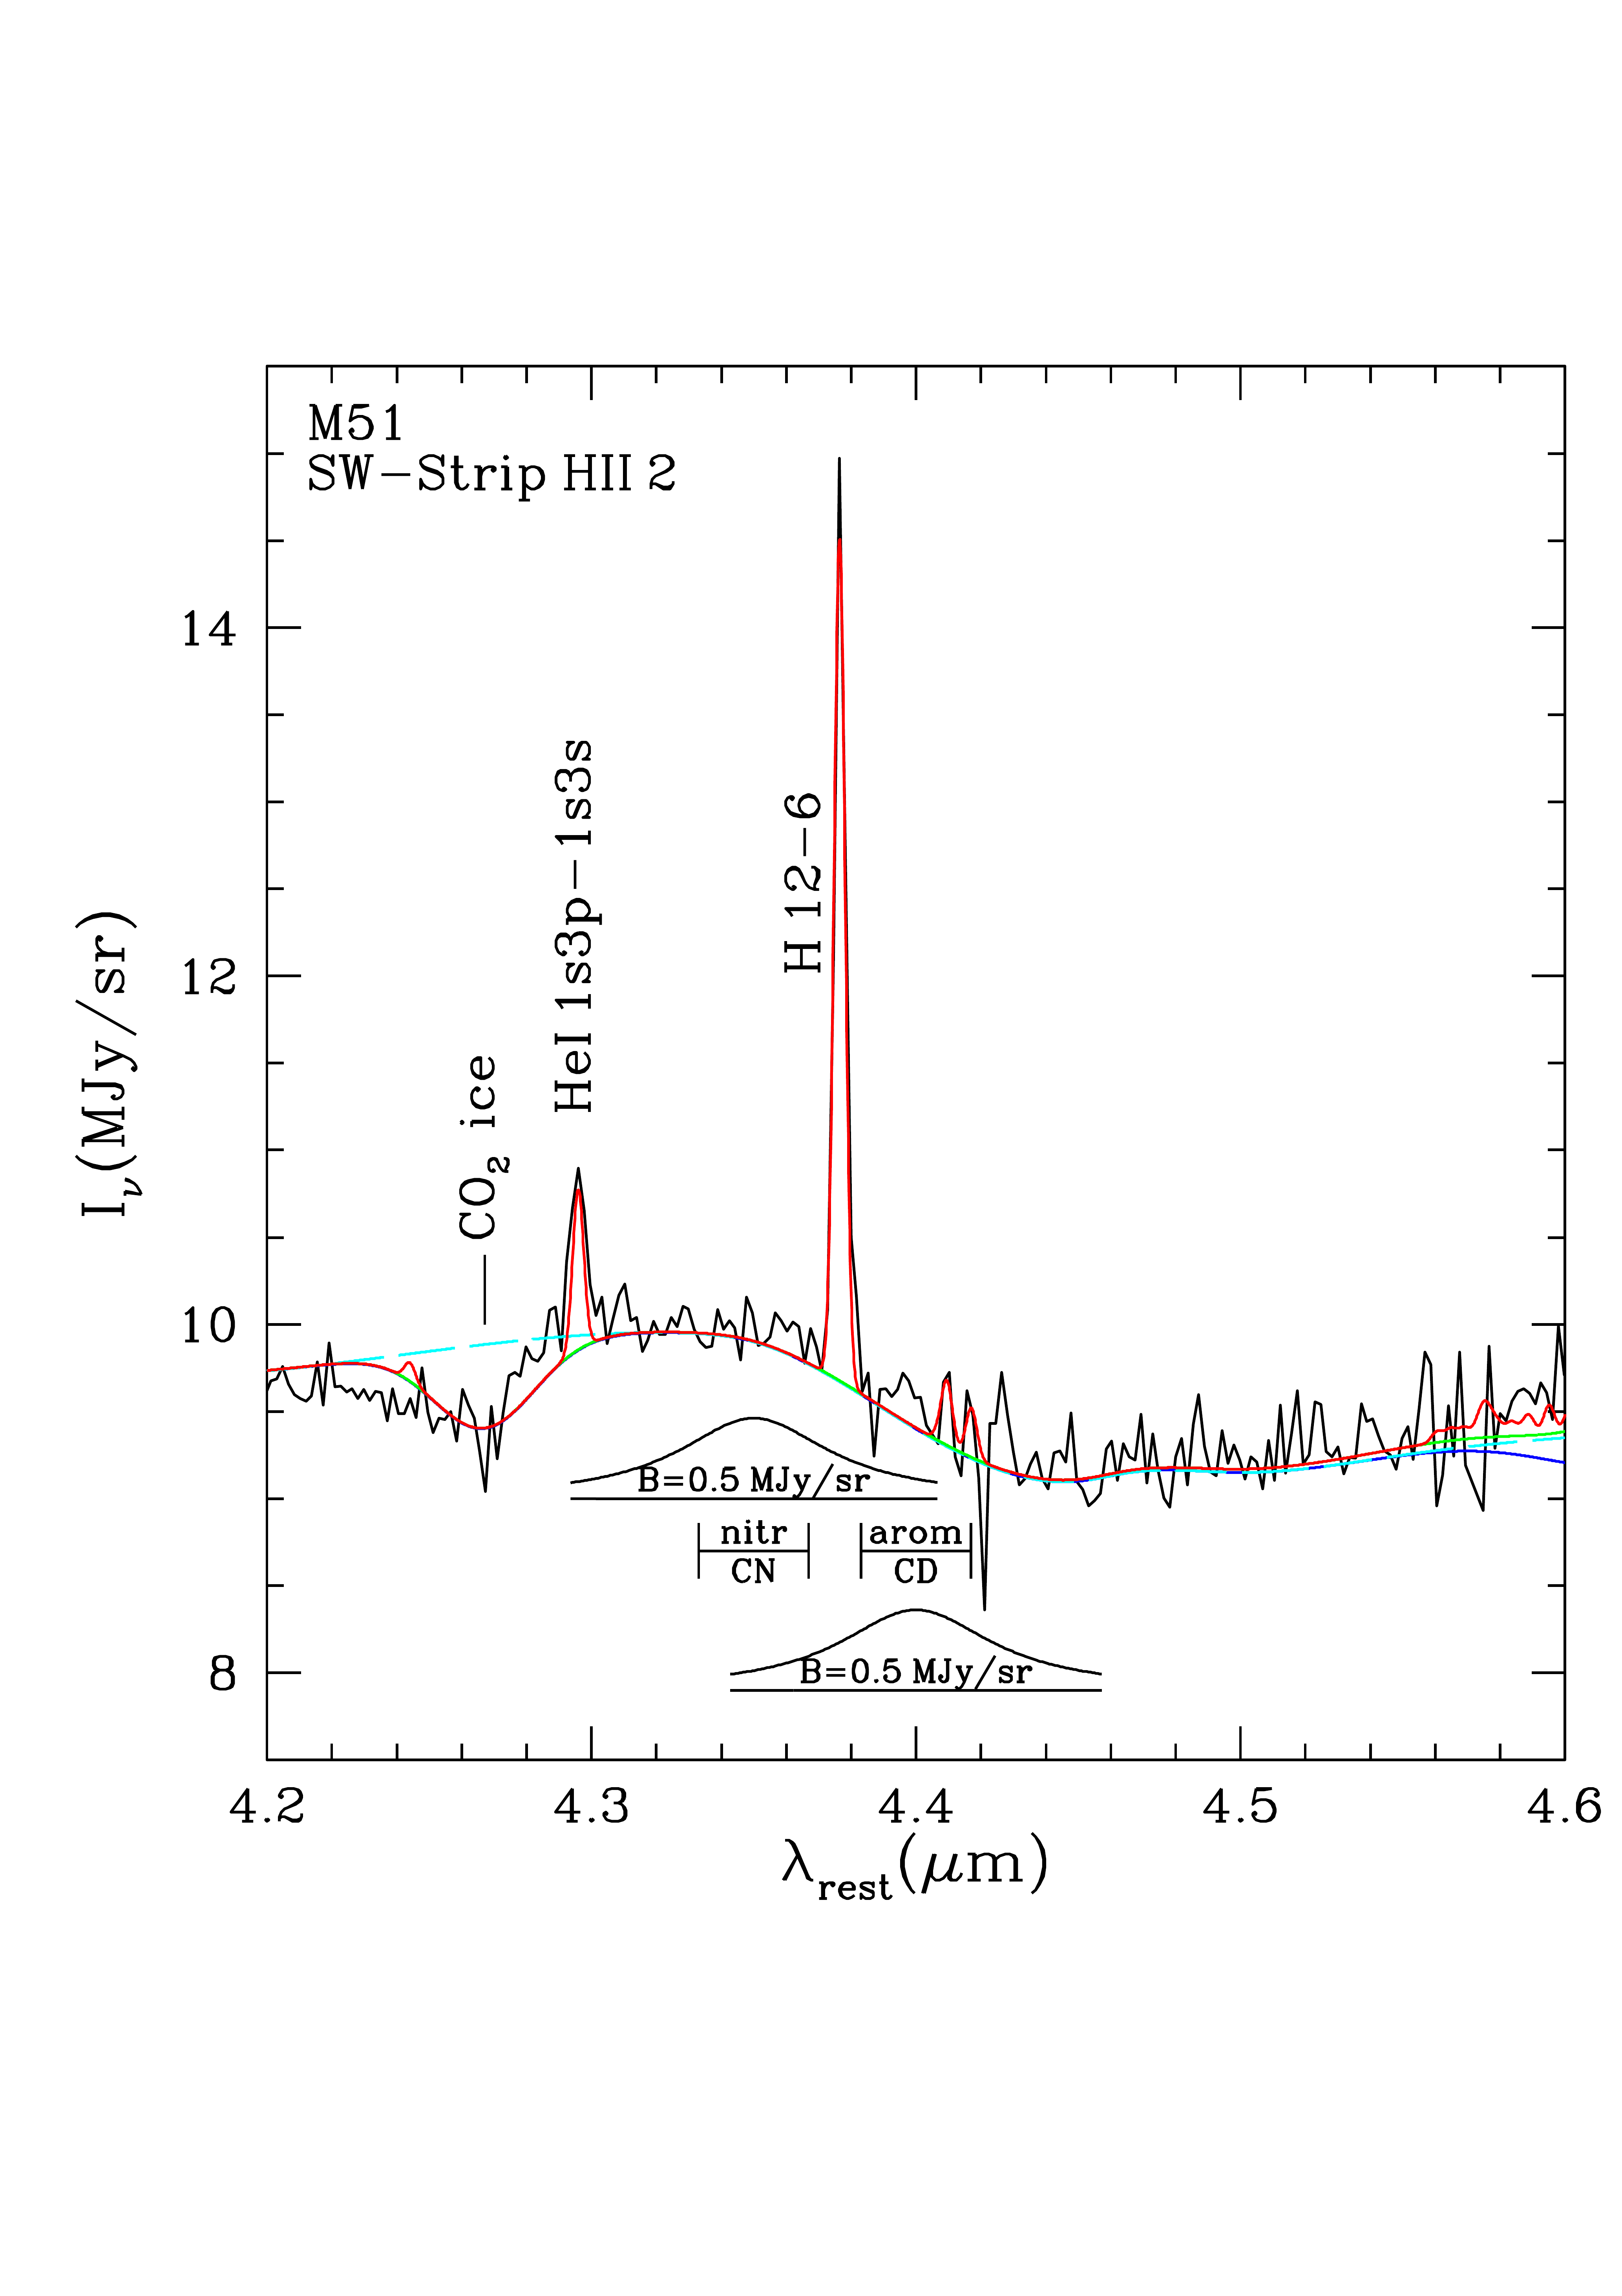 M51
SW-Strip HII 2
14
12
10
8
I_ν(MJy/sr)
CO₂ ice
HeI 1s3p-1s3s
H 12-6
B=0.5 MJy/sr
nitr
CN
arom
CD
B=0.5 MJy/sr
4.2
4.3
4.4
4.5
4.6
λ_rest(μm)